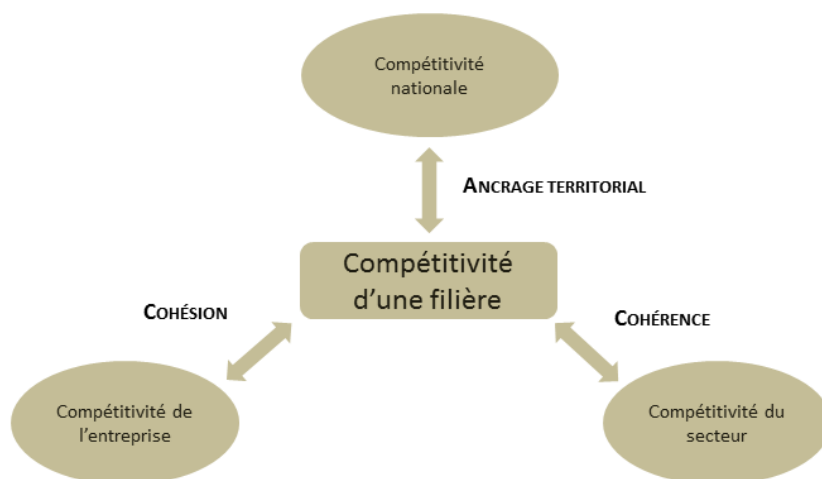 Compétitivité
nationale
ANCRAGE TERRITORIAL
Compétitivité
d'une filière
COHÉSION
COHÉRENCE
Compétitivité de
l'entreprise
Compétitivité du
secteur